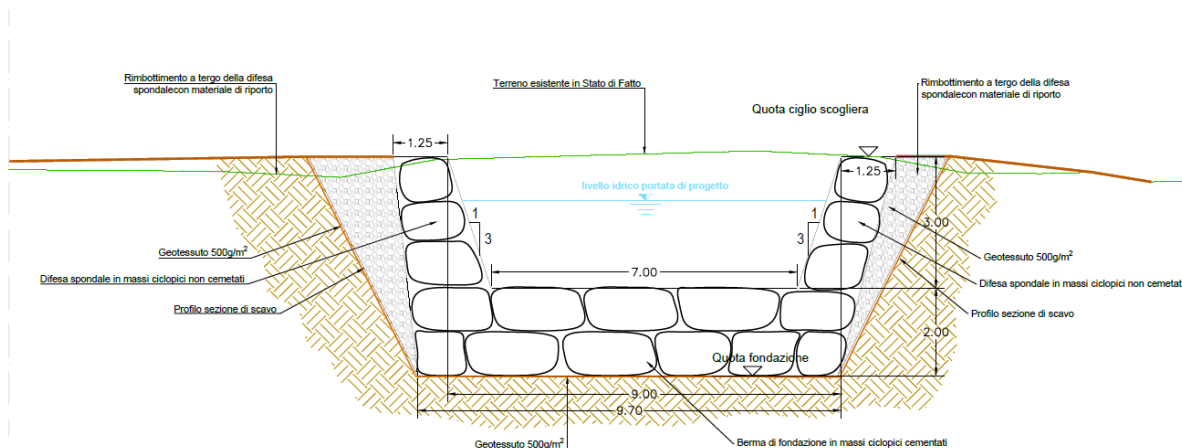 Rimbottimento a tergo della difesa
spondalecon materiale di riporto
Terreno esistente in Stato di Fatto
Rimbottimento a tergo della difesa
spondalecon materiale di riporto
Quota ciglio scogliera
1.25
1.25
livello idrico portata di progetto
1
3
1
3
3.00
Geotessuto 500g/m²
Geotessuto 500g/m²
7.00
Difesa spondale in massi ciclopici non cemetati
Difesa spondale in massi ciclopici non cemetat
Profilo sezione di scavo
Profilo sezione di scavo
2.00
Quota fondazione
9.00
9.70
Geotessuto 500g/m²
Berma di fondazione in massi ciclopici cementati